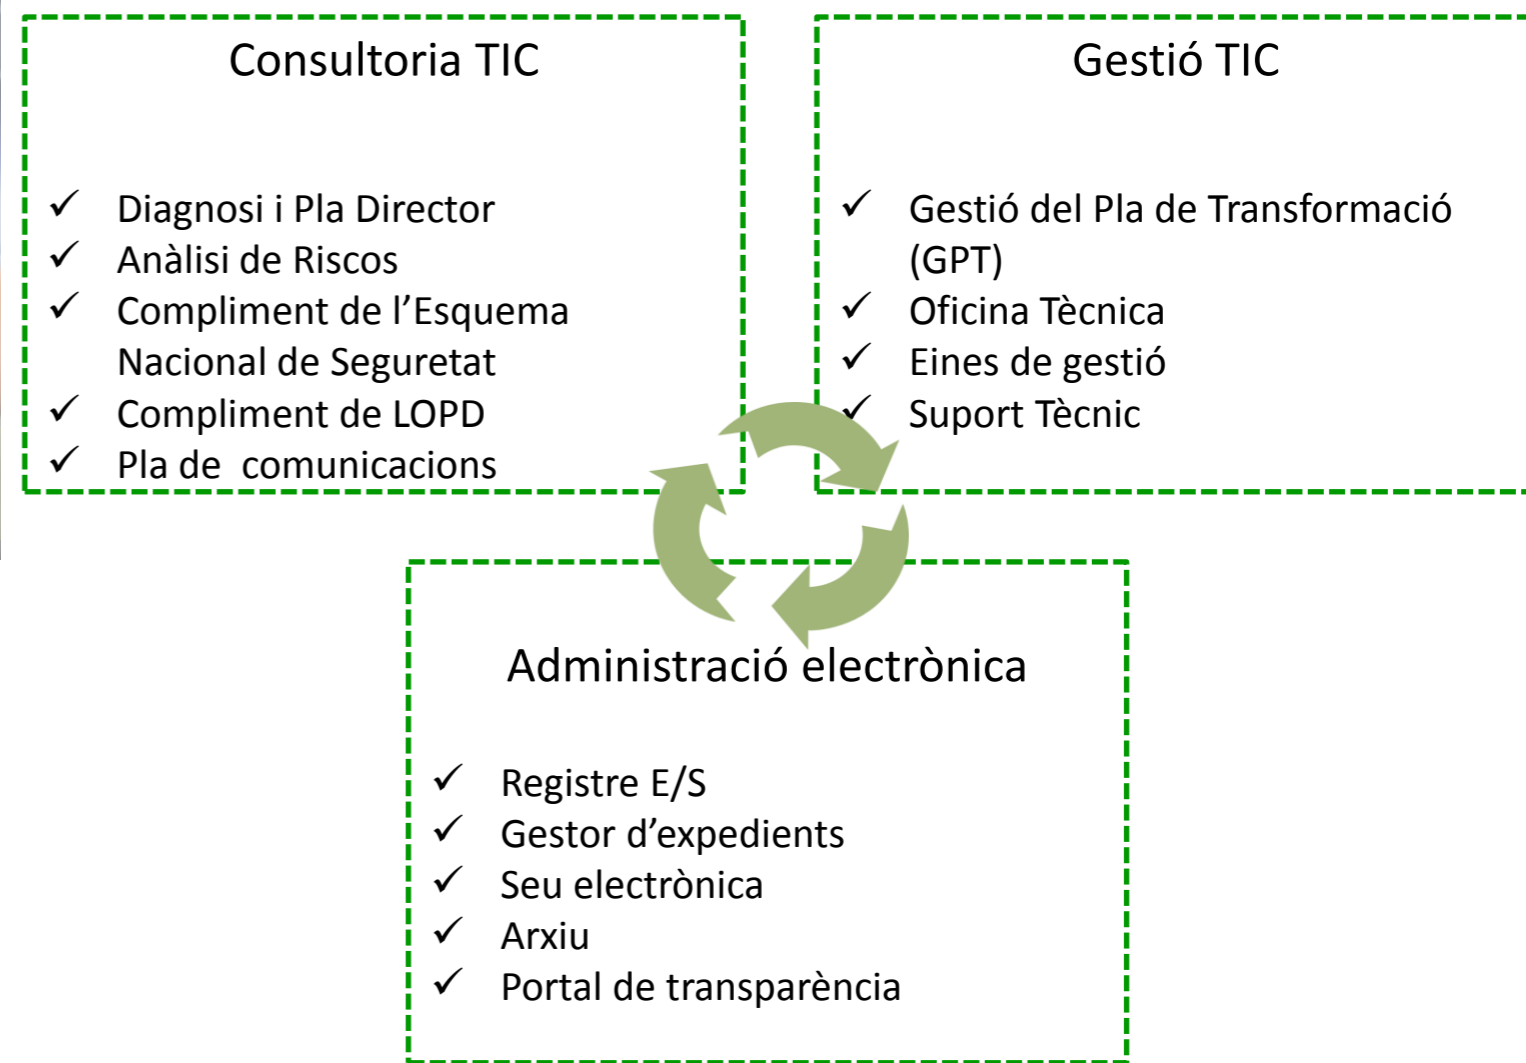 Consultoria TIC
✓ Diagnosi i Pla Director
✓ Anàlisi de Riscos
✓ Compliment de l’Esquema
Nacional de Seguretat
✓ Compliment de LOPD
✓ Pla de  comunicacions
Gestió TIC
✓ Gestió del Pla de Transformació
(GPT)
✓ Oficina Tècnica
✓ Eines de gestió
✓ Suport Tècnic
Administració electrònica
✓ Registre E/S
✓ Gestor d’expedients
✓ Seu electrònica
✓ Arxiu
✓ Portal de transparència